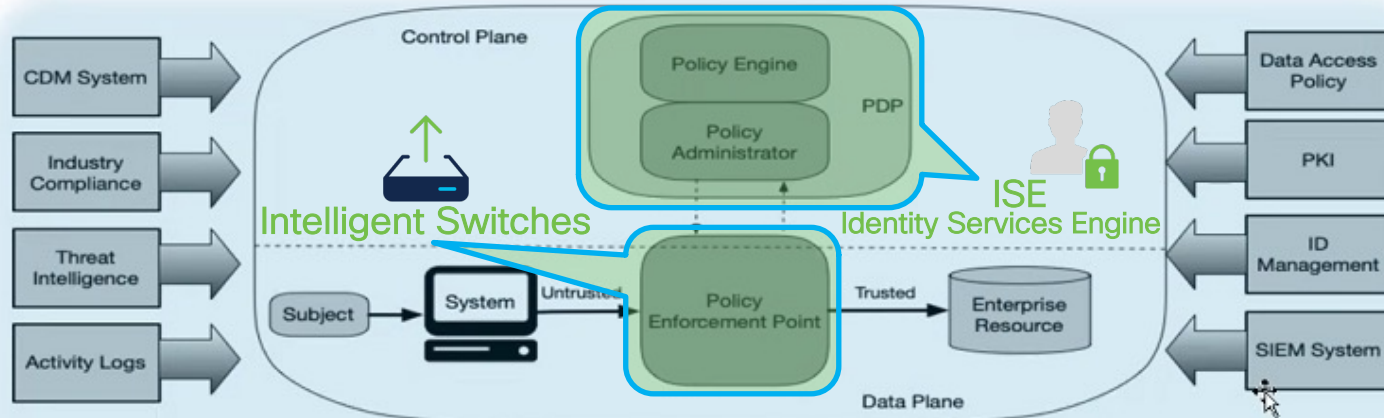 Control Plane
CDM System
Industry
Compliance
Threat
Intelligence
Activity Logs
Policy Engine
Policy
Administrator
PDP
Intelligent Switches
ISE
Identity Services Engine
Subject
System
Untrusted
Policy
Enforcement Point
Trusted
Enterprise
Resource
Data Plane
Data Access
Policy
PKI
ID
Management
SIEM System